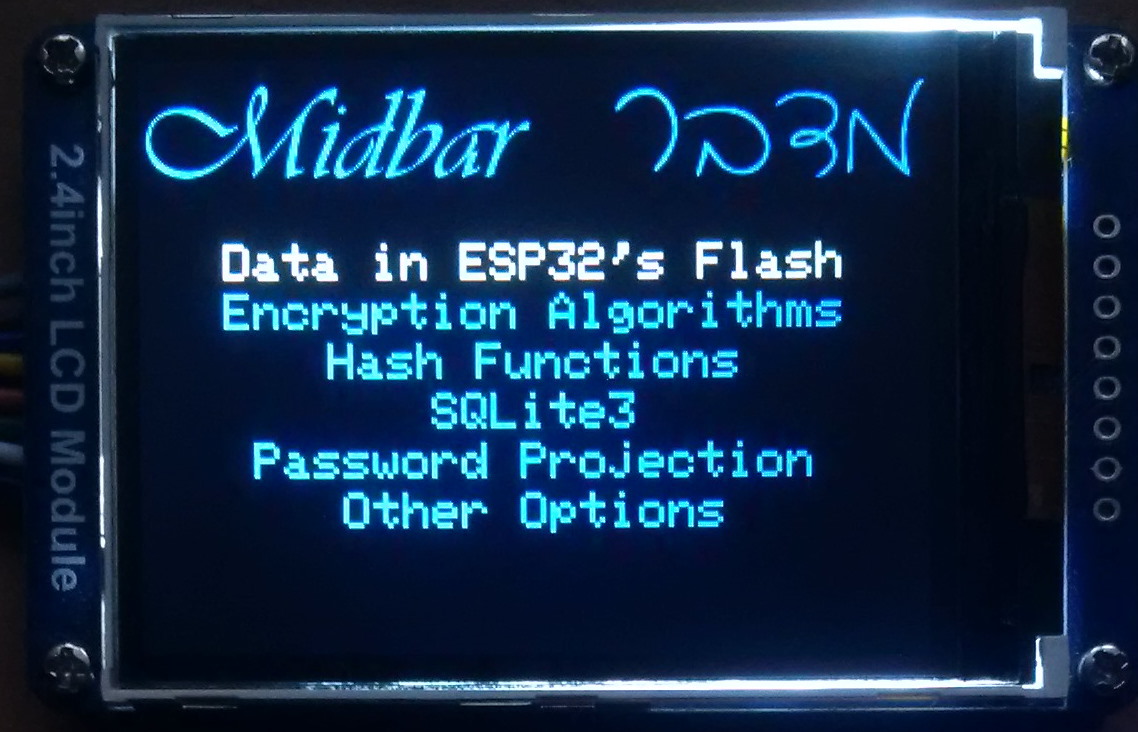 Midbar מדבר
Data in ESP32's Flash
Encryption Algorithms
Hash Functions
SQLite3
Password Projection
Other Options
2.4inch LCD Module